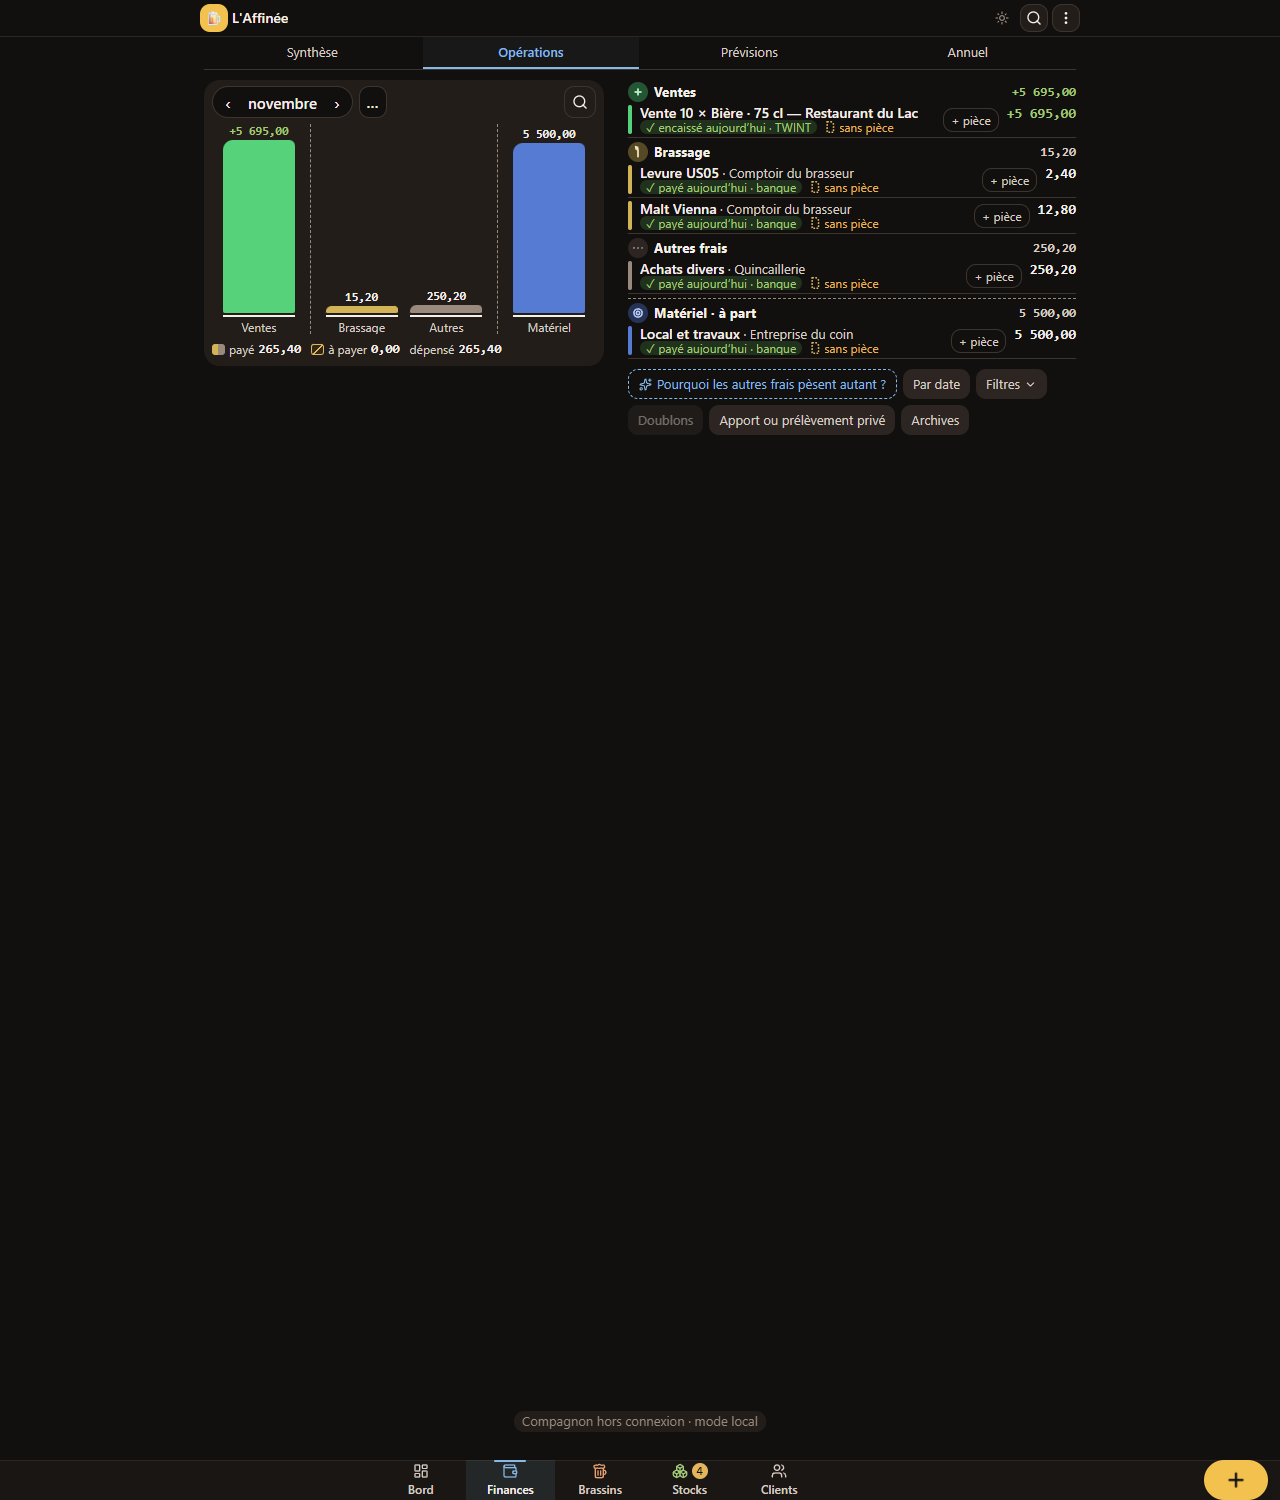 L'Affinée
Synthèse
Opérations
Prévisions
Annuel
‹ novembre ›
...
+5 695,00
15,20
250,20
5 500,00
Ventes
Brassage
Autres
Matériel
payé 265,40 à payer 0,00 dépensé 265,40
Ventes +5 695,00
Vente 10 × Bière · 75 cl — Restaurant du Lac + pièce +5 695,00
✓ encaissé aujourd'hui · TWINT sans pièce
Brassage 15,20
Levure US05 · Comptoir du brasseur + pièce 2,40
✓ payé aujourd'hui · banque sans pièce
Malt Vienna · Comptoir du brasseur + pièce 12,80
✓ payé aujourd'hui · banque sans pièce
Autres frais 250,20
Achats divers · Quincaillerie + pièce 250,20
✓ payé aujourd'hui · banque sans pièce
Matériel · à part 5 500,00
Local et travaux · Entreprise du coin + pièce 5 500,00
✓ payé aujourd'hui · banque sans pièce
Pourquoi les autres frais pèsent autant ? Par date Filtres
Doublons Apport ou prélèvement privé Archives
Compagnon hors connexion · mode local
Bord
Finances
Brassins
4
Stocks
Clients
+